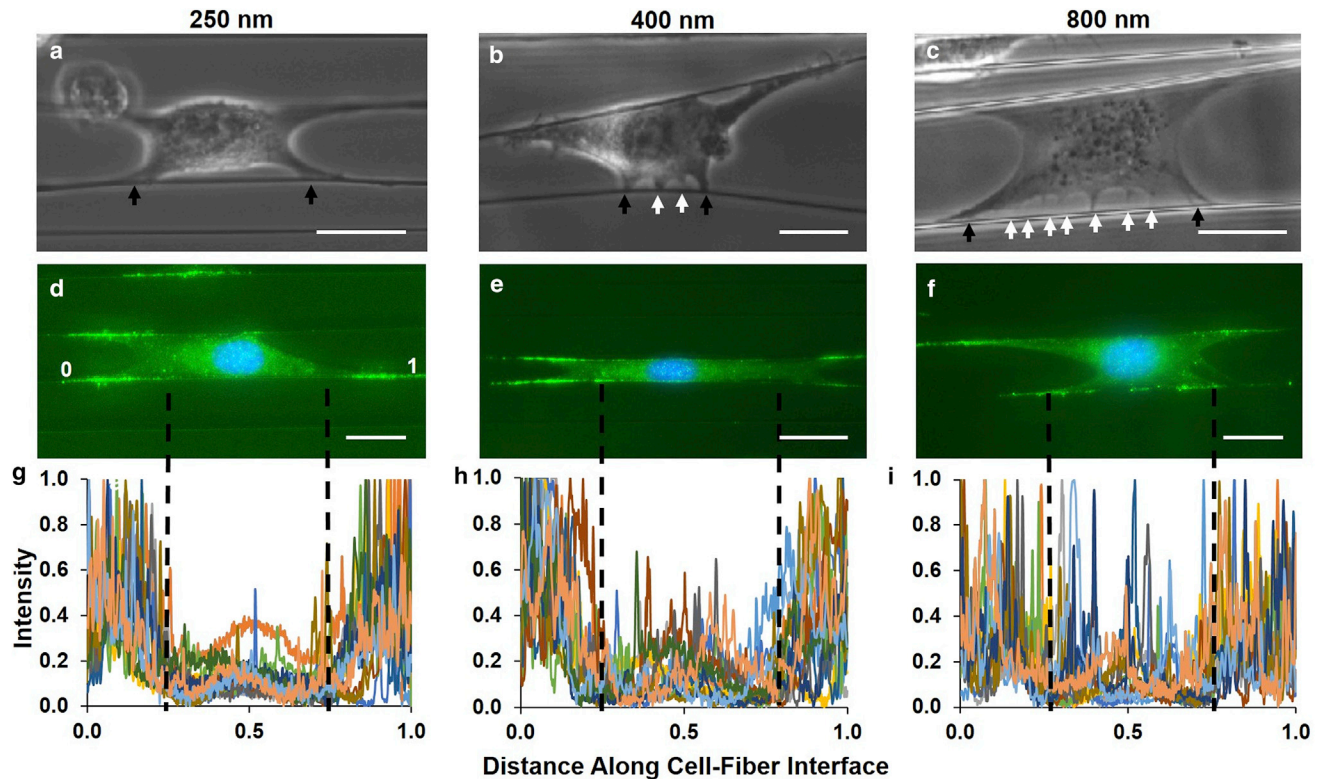 250 nm 400 nm 800 nm
a b c
d e f
0 1
g h i
1.0 1.0 1.0
0.8 0.8 0.8
0.6 0.6 0.6
0.4 0.4 0.4
0.2 0.2 0.2
0.0 0.0 0.0
Intensity
0.0 0.5 1.0 0.0 0.5 1.0 0.0 0.5 1.0
Distance Along Cell-Fiber Interface